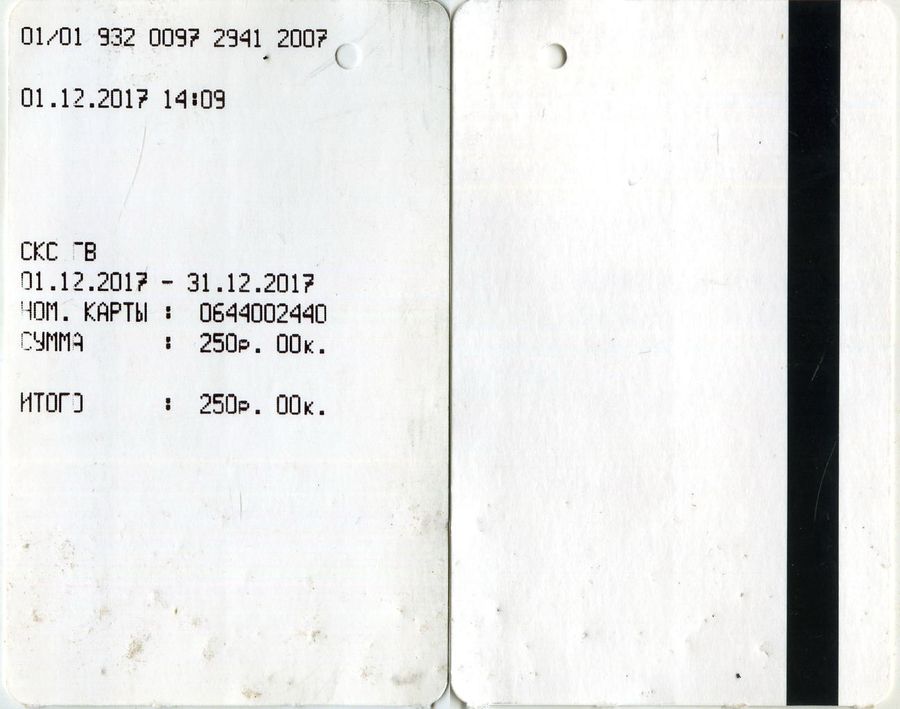 01/01 932 0097 2941 2007
01.12.2017 14:09
СКС ГВ
01.12.2017 - 31.12.2017
НОМ. КАРТЫ : 0644002440
СУММА : 250р. 00к.
ИТОГО : 250р. 00к.